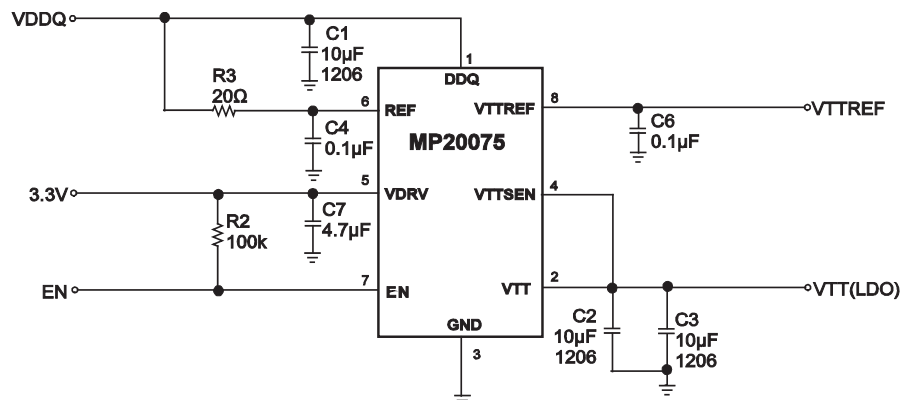 VDDQ
C1
10µF
1206
1
DDQ
R3
20Ω
6
REF
VTTREF
8
VTTREF
C4
0.1µF
MP20075
C6
0.1µF
3.3V
5
VDRV
VTTSEN
4
R2
100k
C7
4.7µF
EN
7
EN
VTT
2
VTT(LDO)
GND
3
C2
10µF
1206
C3
10µF
1206